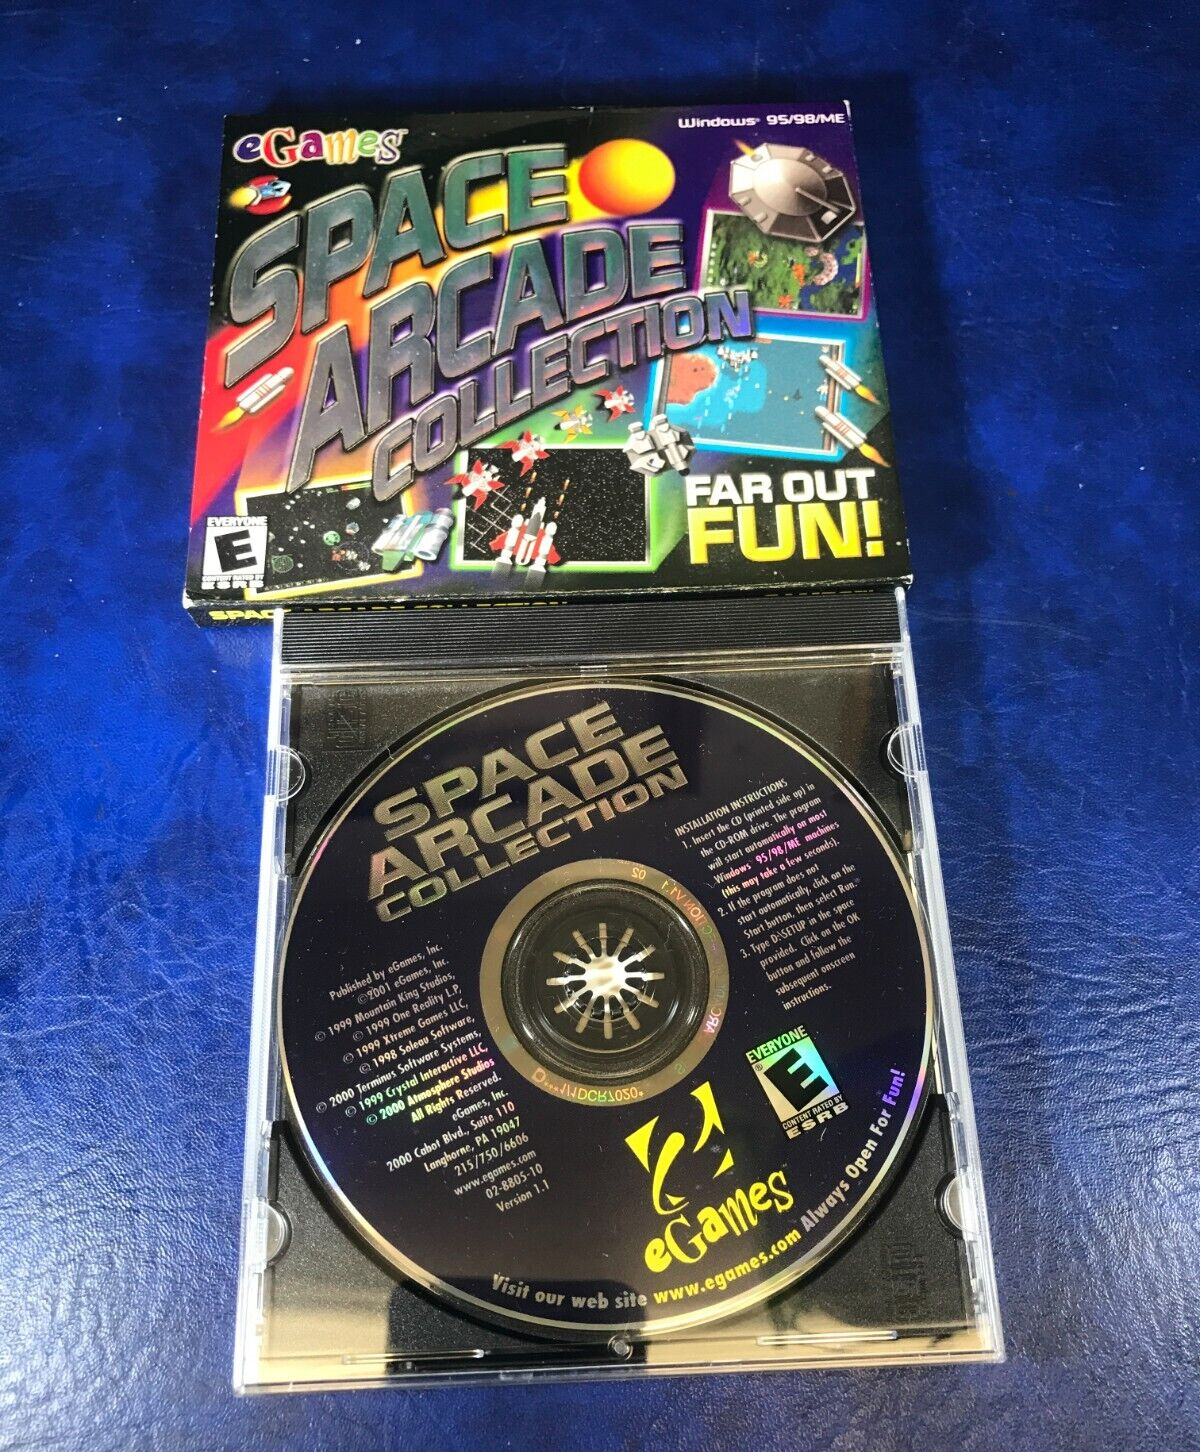 eGames
Windows® 95/98/ME
SPACE
ARCADE
COLLECTION
FAR OUT
FUN!
EVERYONE
E
CONTENT RATED BY
ESRB
SPACE ARCADE COLLECTION
SPACE
ARCADE
COLLECTION
INSTALLATION INSTRUCTIONS
1. Insert the CD (printed side up) in
the CD-ROM drive. The program
will start automatically on most
Windows® 95/98/ME machines
(this may take a few seconds).
2. If the program does not
start automatically, click on the
Start button, then select Run.
3. Type D:\SETUP in the space
provided. Click on the OK
button and follow the
subsequent onscreen
instructions.
Published by eGames, Inc.
©2001 eGames, Inc.
© 1999 Mountain King Studios,
© 1999 One Reality L.P.
© 1999 Xtreme Games LLC,
© 1998 Soleau Software,
© 2000 Terminus Software Systems,
© 1999 Crystal Interactive LLC,
© 2000 Atmosphere Studios
All Rights Reserved.
eGames, Inc.
2000 Cabot Blvd., Suite 110
Langhorne, PA 19047
215/750/6606
www.egames.com
02-8805-10
Version 1.1
EVERYONE
E
CONTENT RATED BY
ESRB
eGames™
Visit our web site www.egames.com Always Open For Fun!